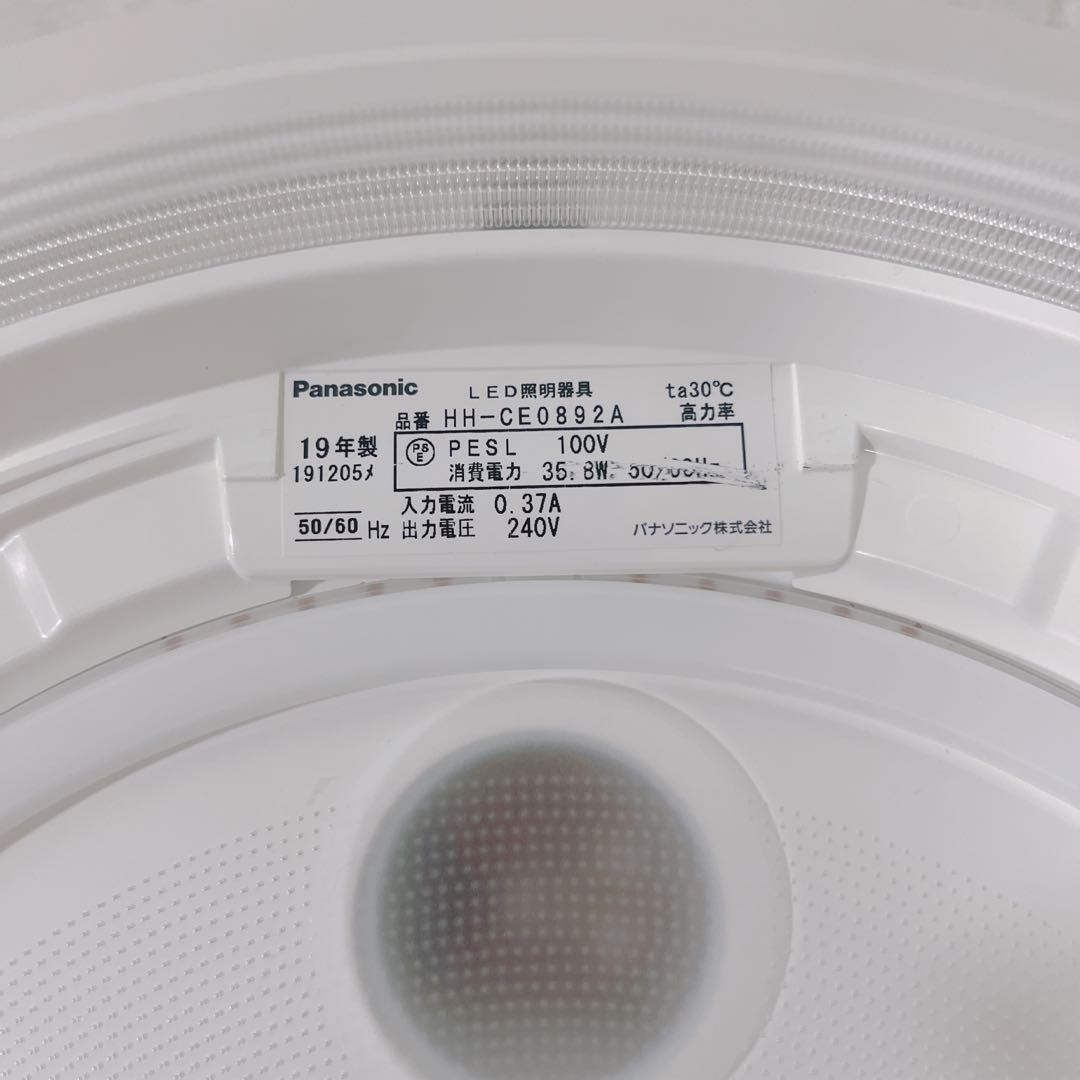 Panasonic LED照明器具 ta30℃
品番 HH-CE0892A 高力率
19年製 PSE PESL 100V
191205ﾒ 消費電力 35.8W 50/60Hz
入力電流 0.37A
50/60 Hz 出力電圧 240V パナソニック株式会社